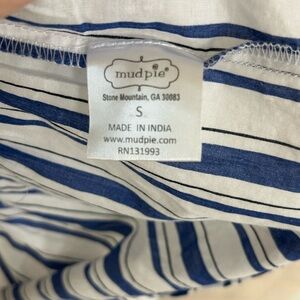 mudpie
Stone Mountain, GA 30083
S
MADE IN INDIA
www.mudpie.com
RN131993